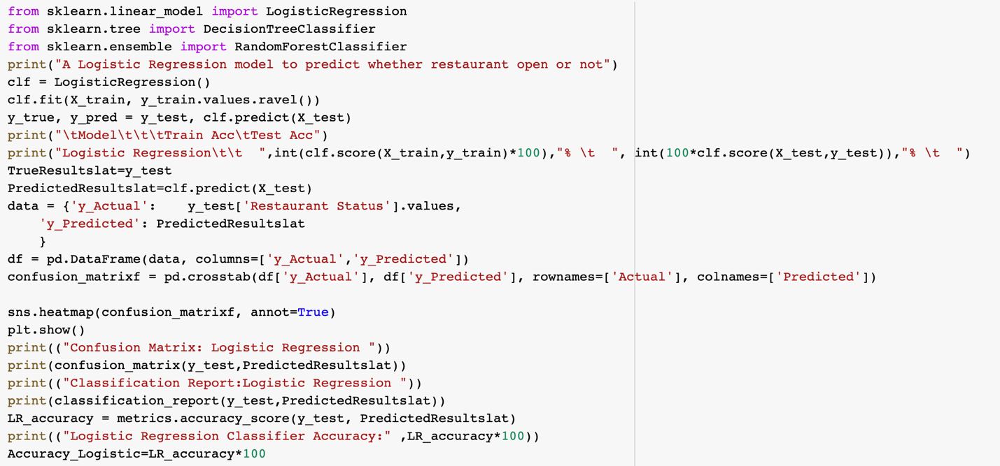 from sklearn.linear_model import LogisticRegression
from sklearn.tree import DecisionTreeClassifier
from sklearn.ensemble import RandomForestClassifier
print("A Logistic Regression model to predict whether restaurant open or not")
clf = LogisticRegression()
clf.fit(X_train, y_train.values.ravel())
y_true, y_pred = y_test, clf.predict(X_test)
print("\tModel\t\t\tTrain Acc\tTest Acc")
print("Logistic Regression\t\t  ",int(clf.score(X_train,y_train)*100),"% \t  ", int(100*clf.score(X_test,y_test)),"% \t  ")
TrueResultslat=y_test
PredictedResultslat=clf.predict(X_test)
data = {'y_Actual':    y_test['Restaurant Status'].values,
    'y_Predicted': PredictedResultslat
    }
df = pd.DataFrame(data, columns=['y_Actual','y_Predicted'])
confusion_matrixf = pd.crosstab(df['y_Actual'], df['y_Predicted'], rownames=['Actual'], colnames=['Predicted'])

sns.heatmap(confusion_matrixf, annot=True)
plt.show()
print(("Confusion Matrix: Logistic Regression "))
print(confusion_matrix(y_test,PredictedResultslat))
print(("Classification Report:Logistic Regression "))
print(classification_report(y_test,PredictedResultslat))
LR_accuracy = metrics.accuracy_score(y_test, PredictedResultslat)
print(("Logistic Regression Classifier Accuracy:" ,LR_accuracy*100))
Accuracy_Logistic=LR_accuracy*100